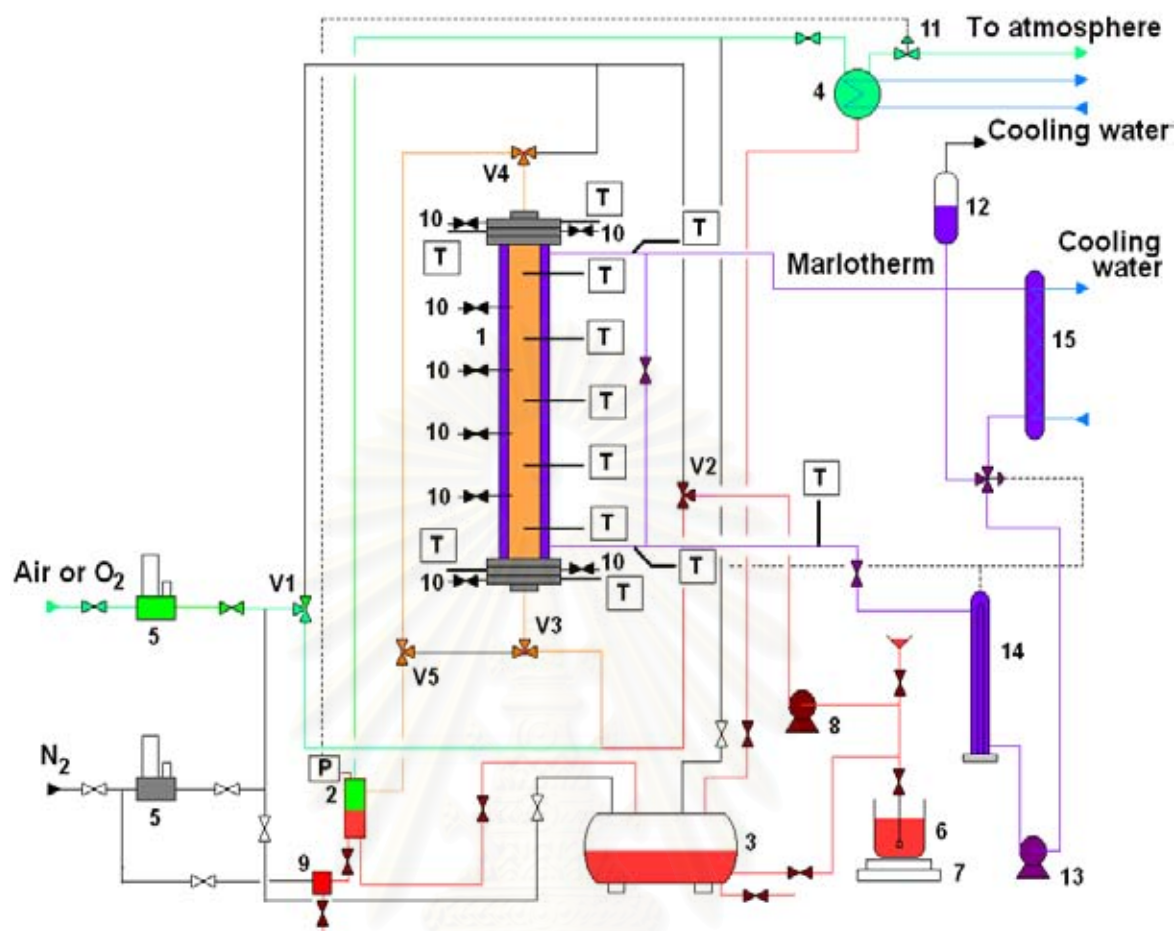 11
To atmosphere
4
Cooling water
V4
12
10
T
10
T
T
Cooling
water
T
Marlotherm
10
1
T
15
10
T
10
T
V2
10
T
T
T
T
T
10
10
T
Air or O₂
V1
V3
5
V5
14
8
N₂
P
2
5
3
6
9
7
13